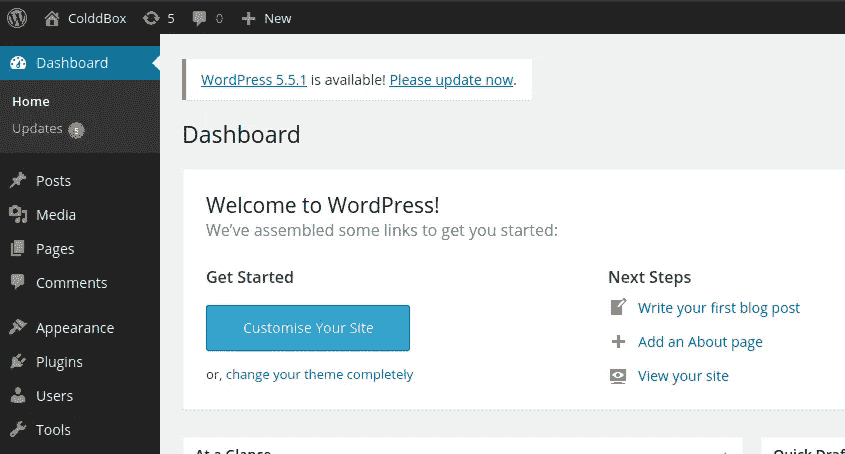 ColddBox 5 0 New
Dashboard
Home
Updates 5
Posts
Media
Pages
Comments
Appearance
Plugins
Users
Tools
WordPress 5.5.1 is available! Please update now.
Dashboard
Welcome to WordPress!
We've assembled some links to get you started:
Get Started
Customise Your Site
or, change your theme completely
Next Steps
Write your first blog post
Add an About page
View your site
At a Glance
Quick Draf